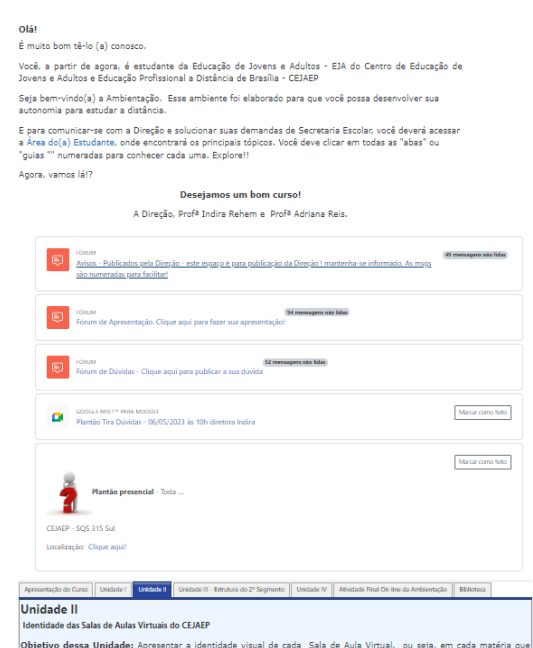 Olá!
É muito bom tê-lo (a) conosco.
Você, a partir de agora, é estudante da Educação de Jovens e Adultos - EJA do Centro de Educação de
Jovens e Adultos e Educação Profissional a Distância de Brasília - CEJAEP
Seja bem-vindo(a) a Ambientação. Esse ambiente foi elaborado para que você possa desenvolver sua
autonomia para estudar a distância.
E para comunicar-se com a Direção e solucionar suas demandas de Secretaria Escolar, você deverá acessar
a Área do(a) Estudante, onde encontrará os principais tópicos. Você deve clicar em todas as "abas" ou
"guias "" numeradas para conhecer cada uma. Explore!!
Agora, vamos lá!?
Desejamos um bom curso!
A Direção, Profª Indira Rehem e Profª Adriana Reis.
FÓRUM
49 mensagens não lidas
Avisos - Publicados pela Direção - este espaço é para publicação da Direção ! mantenha-se informado. As msgs
são numeradas para facilitar!
FÓRUM
94 mensagens não lidas
Fórum de Apresentação. Clique aqui para fazer sua apresentação!
FÓRUM
52 mensagens não lidas
Fórum de Dúvidas - Clique aqui para publicar a sua dúvida
GOOGLE MEET™ PARA MOODLE
Marcar como feito
Plantão Tira Dúvidas - 06/05/2023 às 10h diretora Indira
Marcar como feito
Plantão presencial - Toda ...
CEJAEP - SQS 315 Sul
Localização: Clique aqui!
Apresentação do Curso Unidade I Unidade II Unidade III - Estrutura do 2º Segmento Unidade IV Atividade Final On line da Ambientação Biblioteca
Unidade II
Identidade das Salas de Aulas Virtuais do CEJAEP
Objetivo dessa Unidade: Apresentar a identidade visual de cada Sala de Aula Virtual, ou seja, em cada matéria que